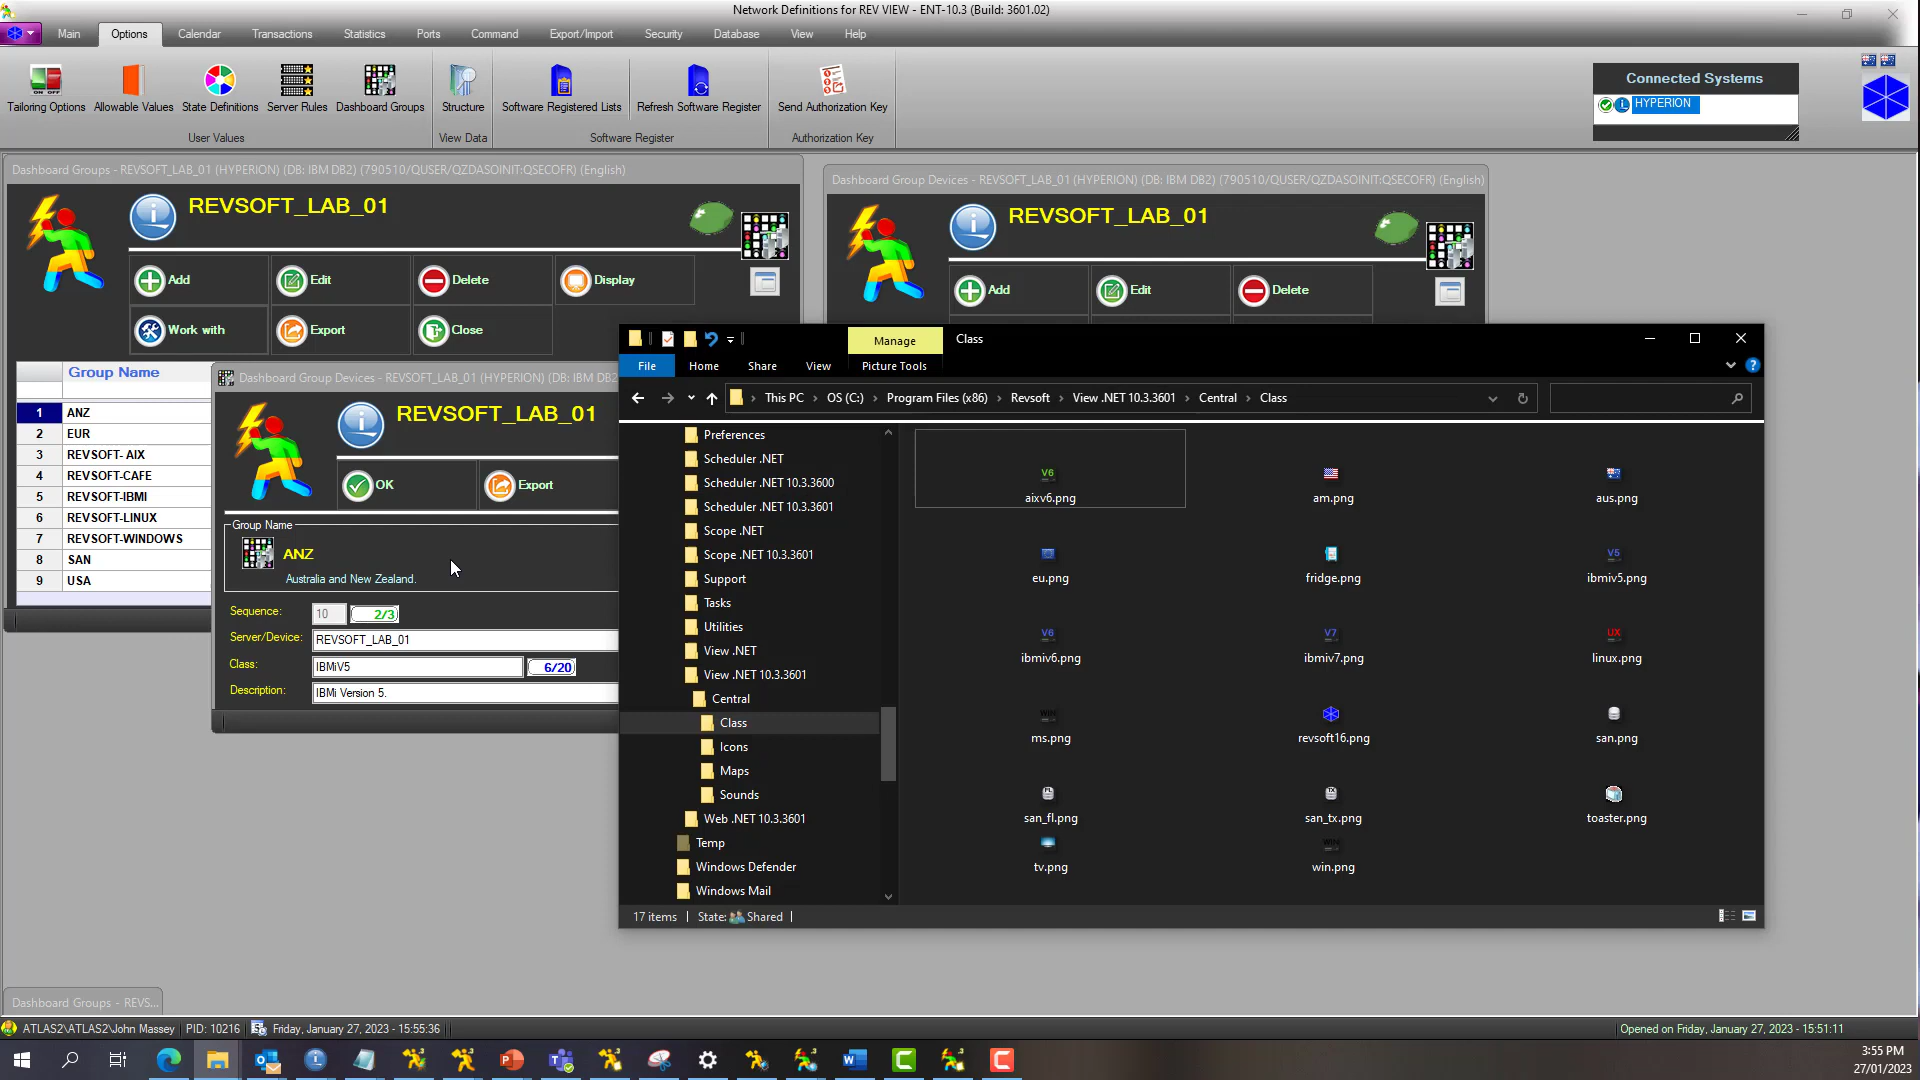 Network Definitions for REV VIEW - ENT-10.3 (Build: 3601.02)
Main Options Calendar Transactions Statistics Ports Command Export/Import Security Database View Help
Tailoring Options Allowable Values State Definitions Server Rules Dashboard Groups Structure Software Registered Lists Refresh Software Register Send Authorization Key
User Values View Data Software Register Authorization Key
Connected Systems
HYPERION
Dashboard Groups - REVSOFT_LAB_01 (HYPERION) (DB: IBM DB2) (790510/QUSER/QZDASOINIT:QSECOFR) (English)
REVSOFT_LAB_01
Add Edit Delete Display
Work with Export Close
Group Name
1 ANZ
2 EUR
3 REVSOFT- AIX
4 REVSOFT-CAFE
5 REVSOFT-IBMI
6 REVSOFT-LINUX
7 REVSOFT-WINDOWS
8 SAN
9 USA
Dashboard Group Devices - REVSOFT_LAB_01 (HYPERION) (DB: IBM DB2) (790510/QUSER/QZDASOINIT:QSECOFR) (English)
REVSOFT_LAB_01
Add Edit Delete
Dashboard Group Devices - REVSOFT_LAB_01 (HYPERION) (DB: IBM DB2
REVSOFT_LAB_01
OK Export
Group Name
ANZ
Australia and New Zealand.
Sequence: 10 2/3
Server/Device: REVSOFT_LAB_01
Class: IBMiV5 6/20
Description: IBMi Version 5.
Manage Class
File Home Share View Picture Tools
This PC OS (C:) Program Files (x86) Revsoft View .NET 10.3.3601 Central Class
Preferences
Scheduler .NET
Scheduler .NET 10.3.3600
Scheduler .NET 10.3.3601
Scope .NET
Scope .NET 10.3.3601
Support
Tasks
Utilities
View .NET
View .NET 10.3.3601
Central
Class
Icons
Maps
Sounds
Web .NET 10.3.3601
Temp
Windows Defender
Windows Mail
V6
aixv6.png am.png aus.png
V5
eu.png fridge.png ibmiv5.png
V6 V7 UX
ibmiv6.png ibmiv7.png linux.png
ms.png revsoft16.png san.png
FL TX
san_fl.png san_tx.png toaster.png
WIN
tv.png win.png
17 items State: Shared
Dashboard Groups - REVS...
ATLAS2\ATLAS2\John Massey PID: 10216 Friday, January 27, 2023 - 15:55:36 Opened on Friday, January 27, 2023 - 15:51:11
3:55 PM
27/01/2023